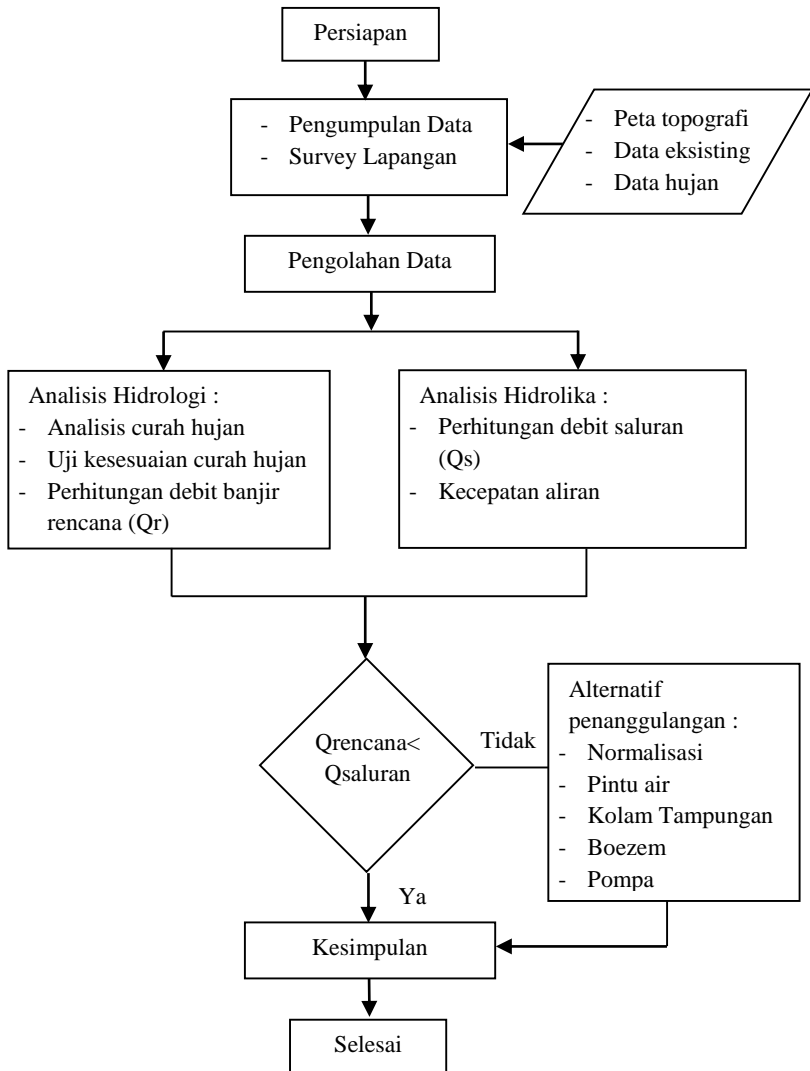 Persiapan
- Pengumpulan Data
- Survey Lapangan
- Peta topografi
- Data eksisting
- Data hujan
Pengolahan Data
Analisis Hidrologi :
- Analisis curah hujan
- Uji kesesuaian curah hujan
- Perhitungan debit banjir
rencana (Qr)
Analisis Hidrolika :
- Perhitungan debit saluran
(Qs)
- Kecepatan aliran
Qrencana<
Qsaluran
Tidak
Alternatif
penanggulangan :
- Normalisasi
- Pintu air
- Kolam Tampungan
- Boezem
- Pompa
Ya
Kesimpulan
Selesai